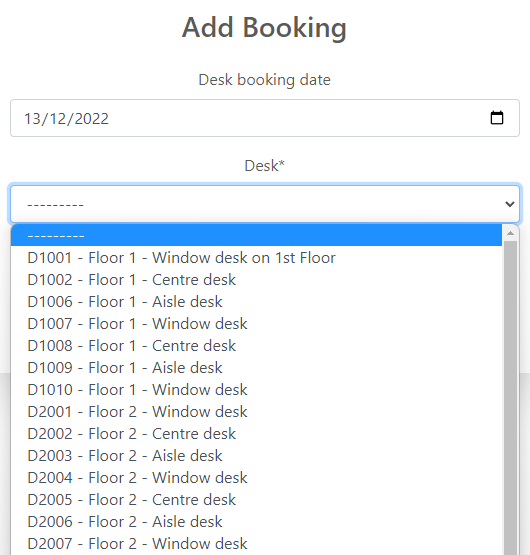 Add Booking
Desk booking date
13/12/2022
Desk*
---------
---------
D1001 - Floor 1 - Window desk on 1st Floor
D1002 - Floor 1 - Centre desk
D1006 - Floor 1 - Aisle desk
D1007 - Floor 1 - Window desk
D1008 - Floor 1 - Centre desk
D1009 - Floor 1 - Aisle desk
D1010 - Floor 1 - Window desk
D2001 - Floor 2 - Window desk
D2002 - Floor 2 - Centre desk
D2003 - Floor 2 - Aisle desk
D2004 - Floor 2 - Window desk
D2005 - Floor 2 - Centre desk
D2006 - Floor 2 - Aisle desk
D2007 - Floor 2 - Window desk